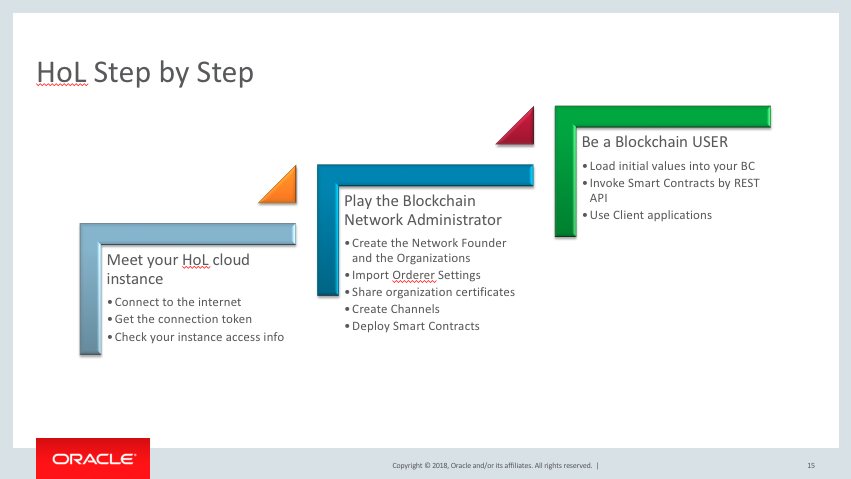 HoL Step by Step
Meet your HoL cloud
instance
•Connect to the internet
•Get the connection token
•Check your instance access info
Play the Blockchain
Network Administrator
•Create the Network Founder
and the Organizations
•Import Orderer Settings
•Share organization certificates
•Create Channels
•Deploy Smart Contracts
Be a Blockchain USER
•Load initial values into your BC
•Invoke Smart Contracts by REST
API
•Use Client applications
ORACLE®
Copyright © 2018, Oracle and/or its affiliates. All rights reserved. |
15